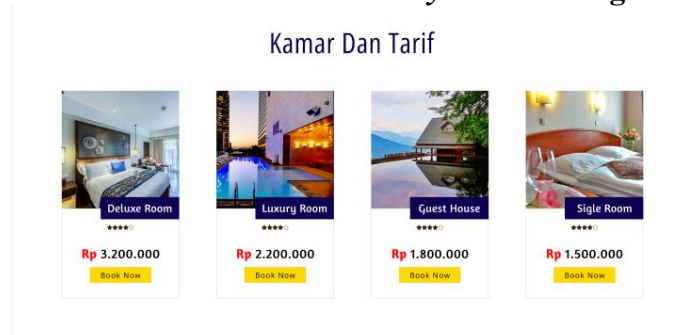 Kamar Dan Tarif
Deluxe Room
Luxury Room
Guest House
Sigle Room
Rp 3.200.000
Rp 2.200.000
Rp 1.800.000
Rp 1.500.000
Book Now
Book Now
Book Now
Book Now